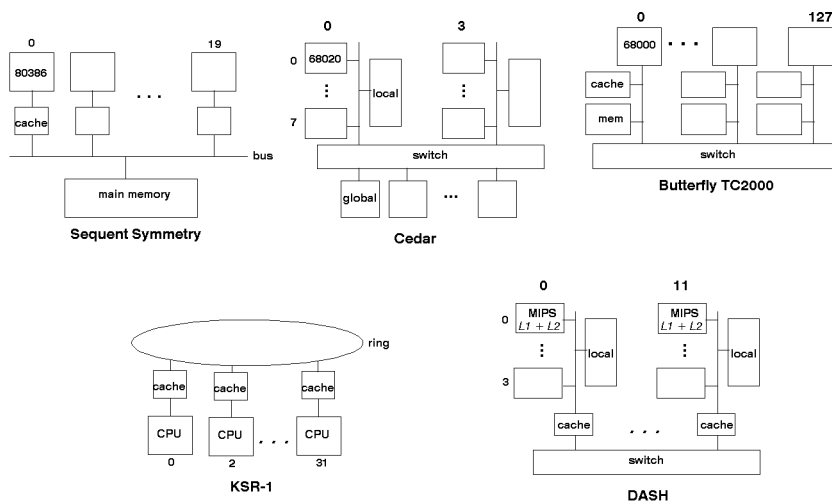 0
19
80386
cache
...
bus
main memory
Sequent Symmetry
0
3
0
68020
local
7
switch
global
...
Cedar
0
127
68000
...
cache
mem
switch
Butterfly TC2000
ring
cache
cache
cache
CPU
CPU
...
CPU
0
2
31
KSR-1
0
11
0
MIPS
L1 + L2
local
MIPS
L1 + L2
local
3
cache
...
cache
switch
DASH